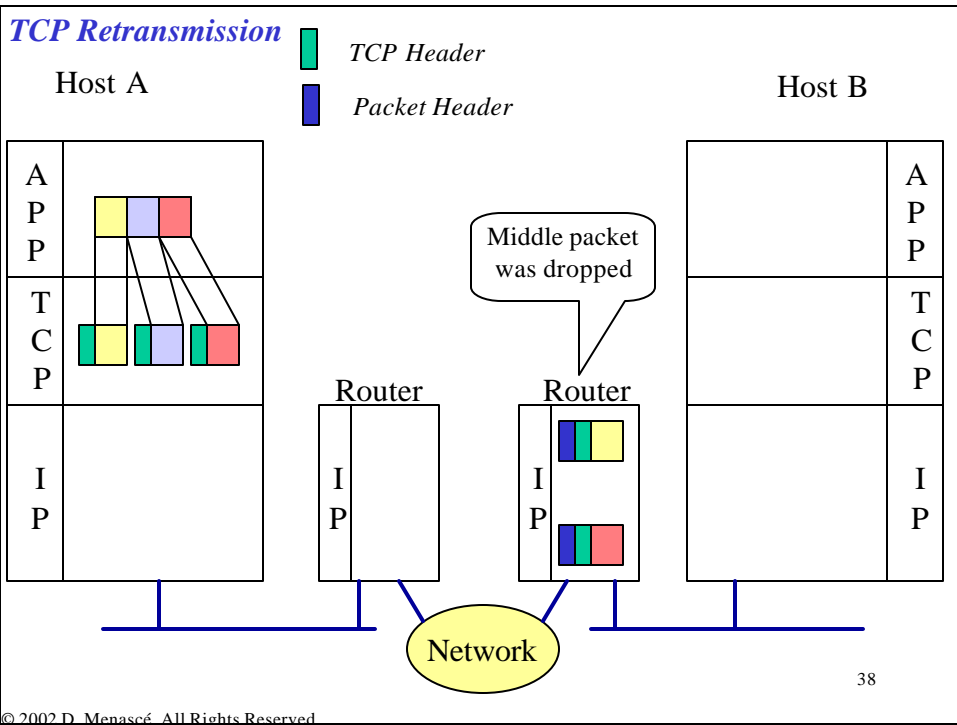 TCP Retransmission
TCP Header
Packet Header
Host A
Host B
A
P
P
T
C
P
I
P
Router
I
P
Middle packet
was dropped
Router
I
P
A
P
P
T
C
P
I
P
Network
38
© 2002 D. Menascé. All Rights Reserved